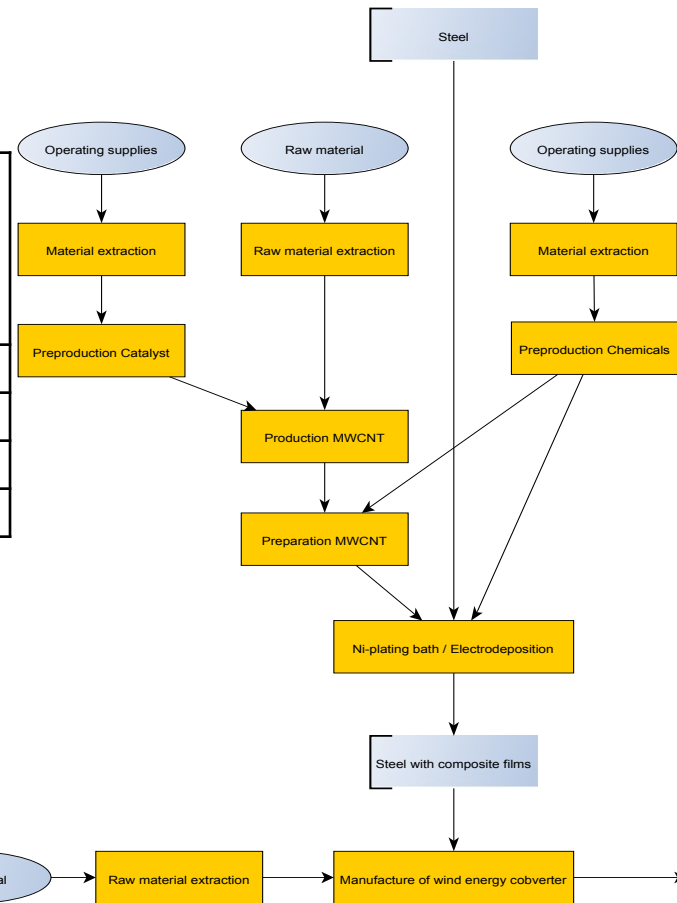 Steel
Operating supplies
Raw material
Operating supplies
Material extraction
Raw material extraction
Material extraction
Preproduction Catalyst
Preproduction Chemicals
Production MWCNT
Preparation MWCNT
Ni-plating bath / Electrodeposition
Steel with composite films
al
Raw material extraction
Manufacture of wind energy cobverter